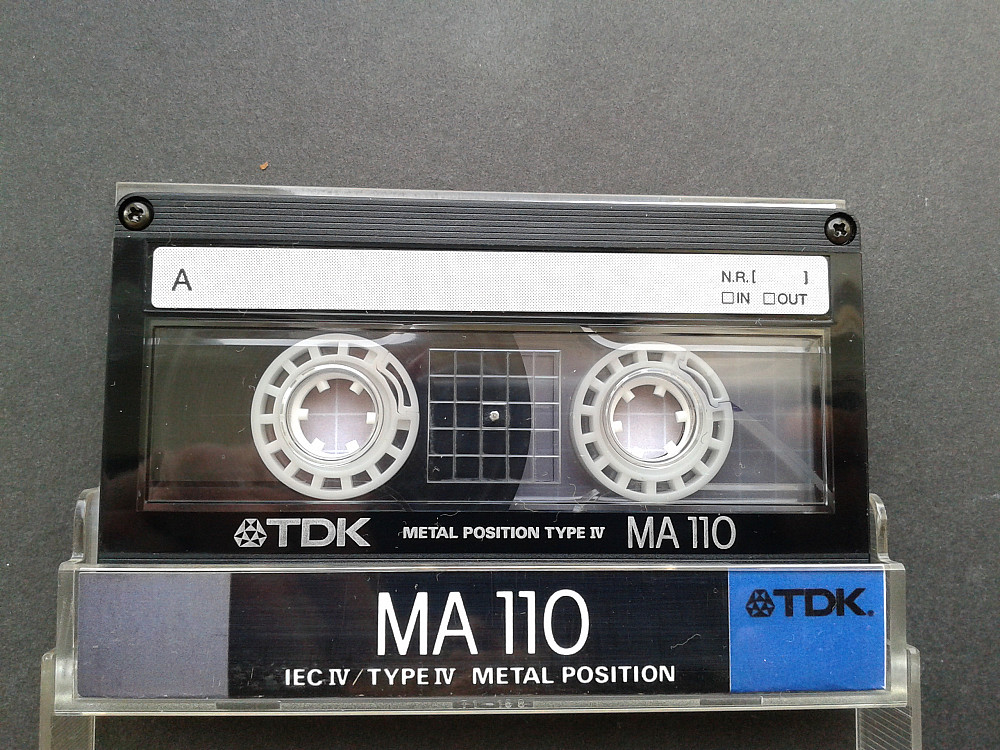 A
N.R.[ ]
□IN □OUT
TDK METAL POSITION TYPE IV MA 110
MA 110
TDK.
IEC IV/TYPE IV METAL POSITION